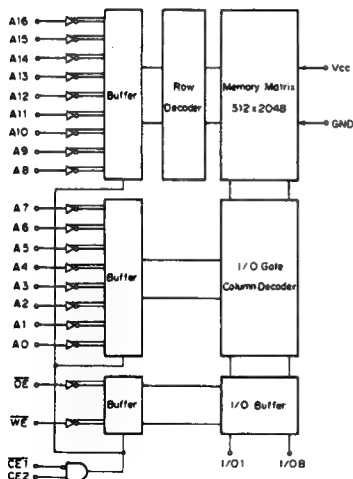 A16
A15
A14
A13
A12
A11
A10
A9
A8
Buffer
Row
Decoder
Memory Matrix
512 x 2048
Vcc
GND
A7
A6
A5
A4
A3
A2
A1
A0
Buffer
I/O Gate
Column Decoder
OE
WE
Buffer
I/O Buffer
CE1
CE2
I/O1
I/O8